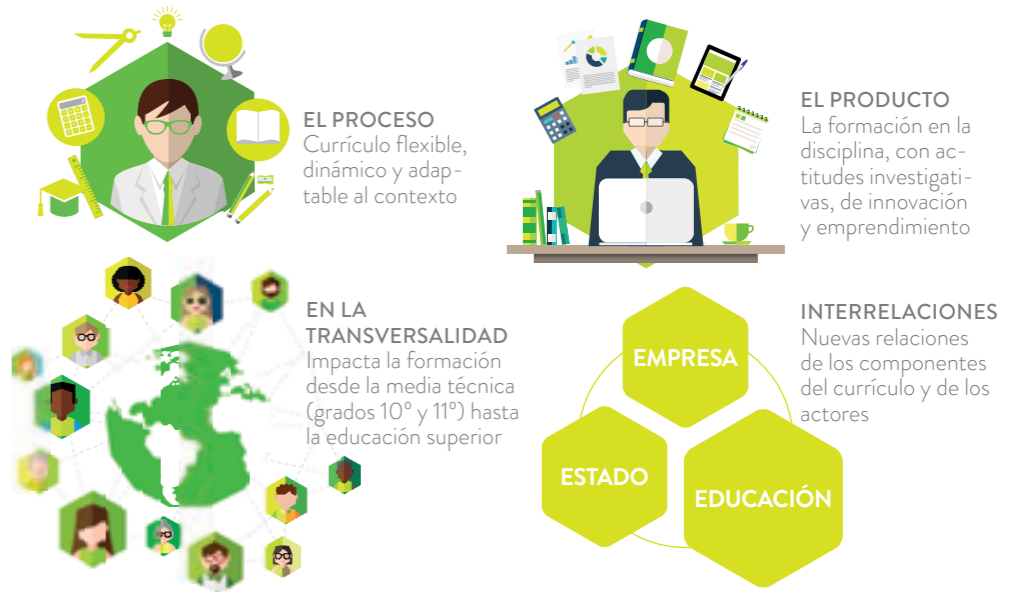 EL PROCESO
Currículo flexible,
dinámico y adap-
table al contexto
EL PRODUCTO
La formación en la
disciplina, con ac-
titudes investigati-
vas, de innovación
y emprendimiento
EN LA
TRANSVERSALIDAD
Impacta la formación
desde la media técnica
(grados 10° y 11°) hasta
la educación superior
INTERRELACIONES
Nuevas relaciones
de los componentes
del currículo y de los
actores
EMPRESA
ESTADO
EDUCACIÓN